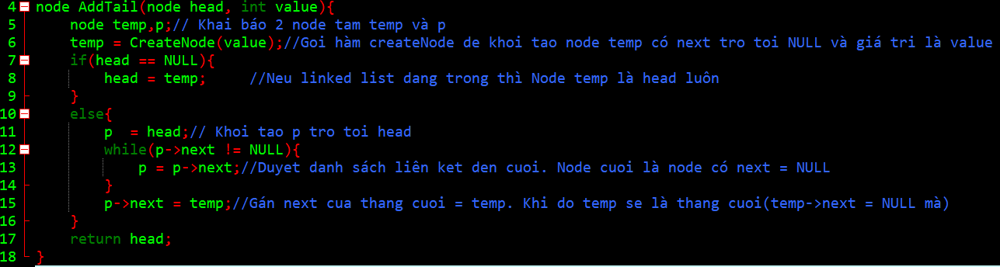 4 node AddTail(node head, int value){
5 node temp,p;// Khai báo 2 node tam temp và p
6 temp = CreateNode(value);//Goi hàm createNode de khoi tao node temp có next tro toi NULL và giá tri là value
7 if(head == NULL){
8 head = temp; //Neu linked list dang trong thì Node temp là head luôn
9 }
10 else{
11 p  = head;// Khoi tao p tro toi head
12 while(p->next != NULL){
13 p = p->next;//Duyet danh sách liên ket den cuoi. Node cuoi là node có next = NULL
14 }
15 p->next = temp;//Gán next cua thang cuoi = temp. Khi do temp se là thang cuoi(temp->next = NULL mà)
16 }
17 return head;
18 }